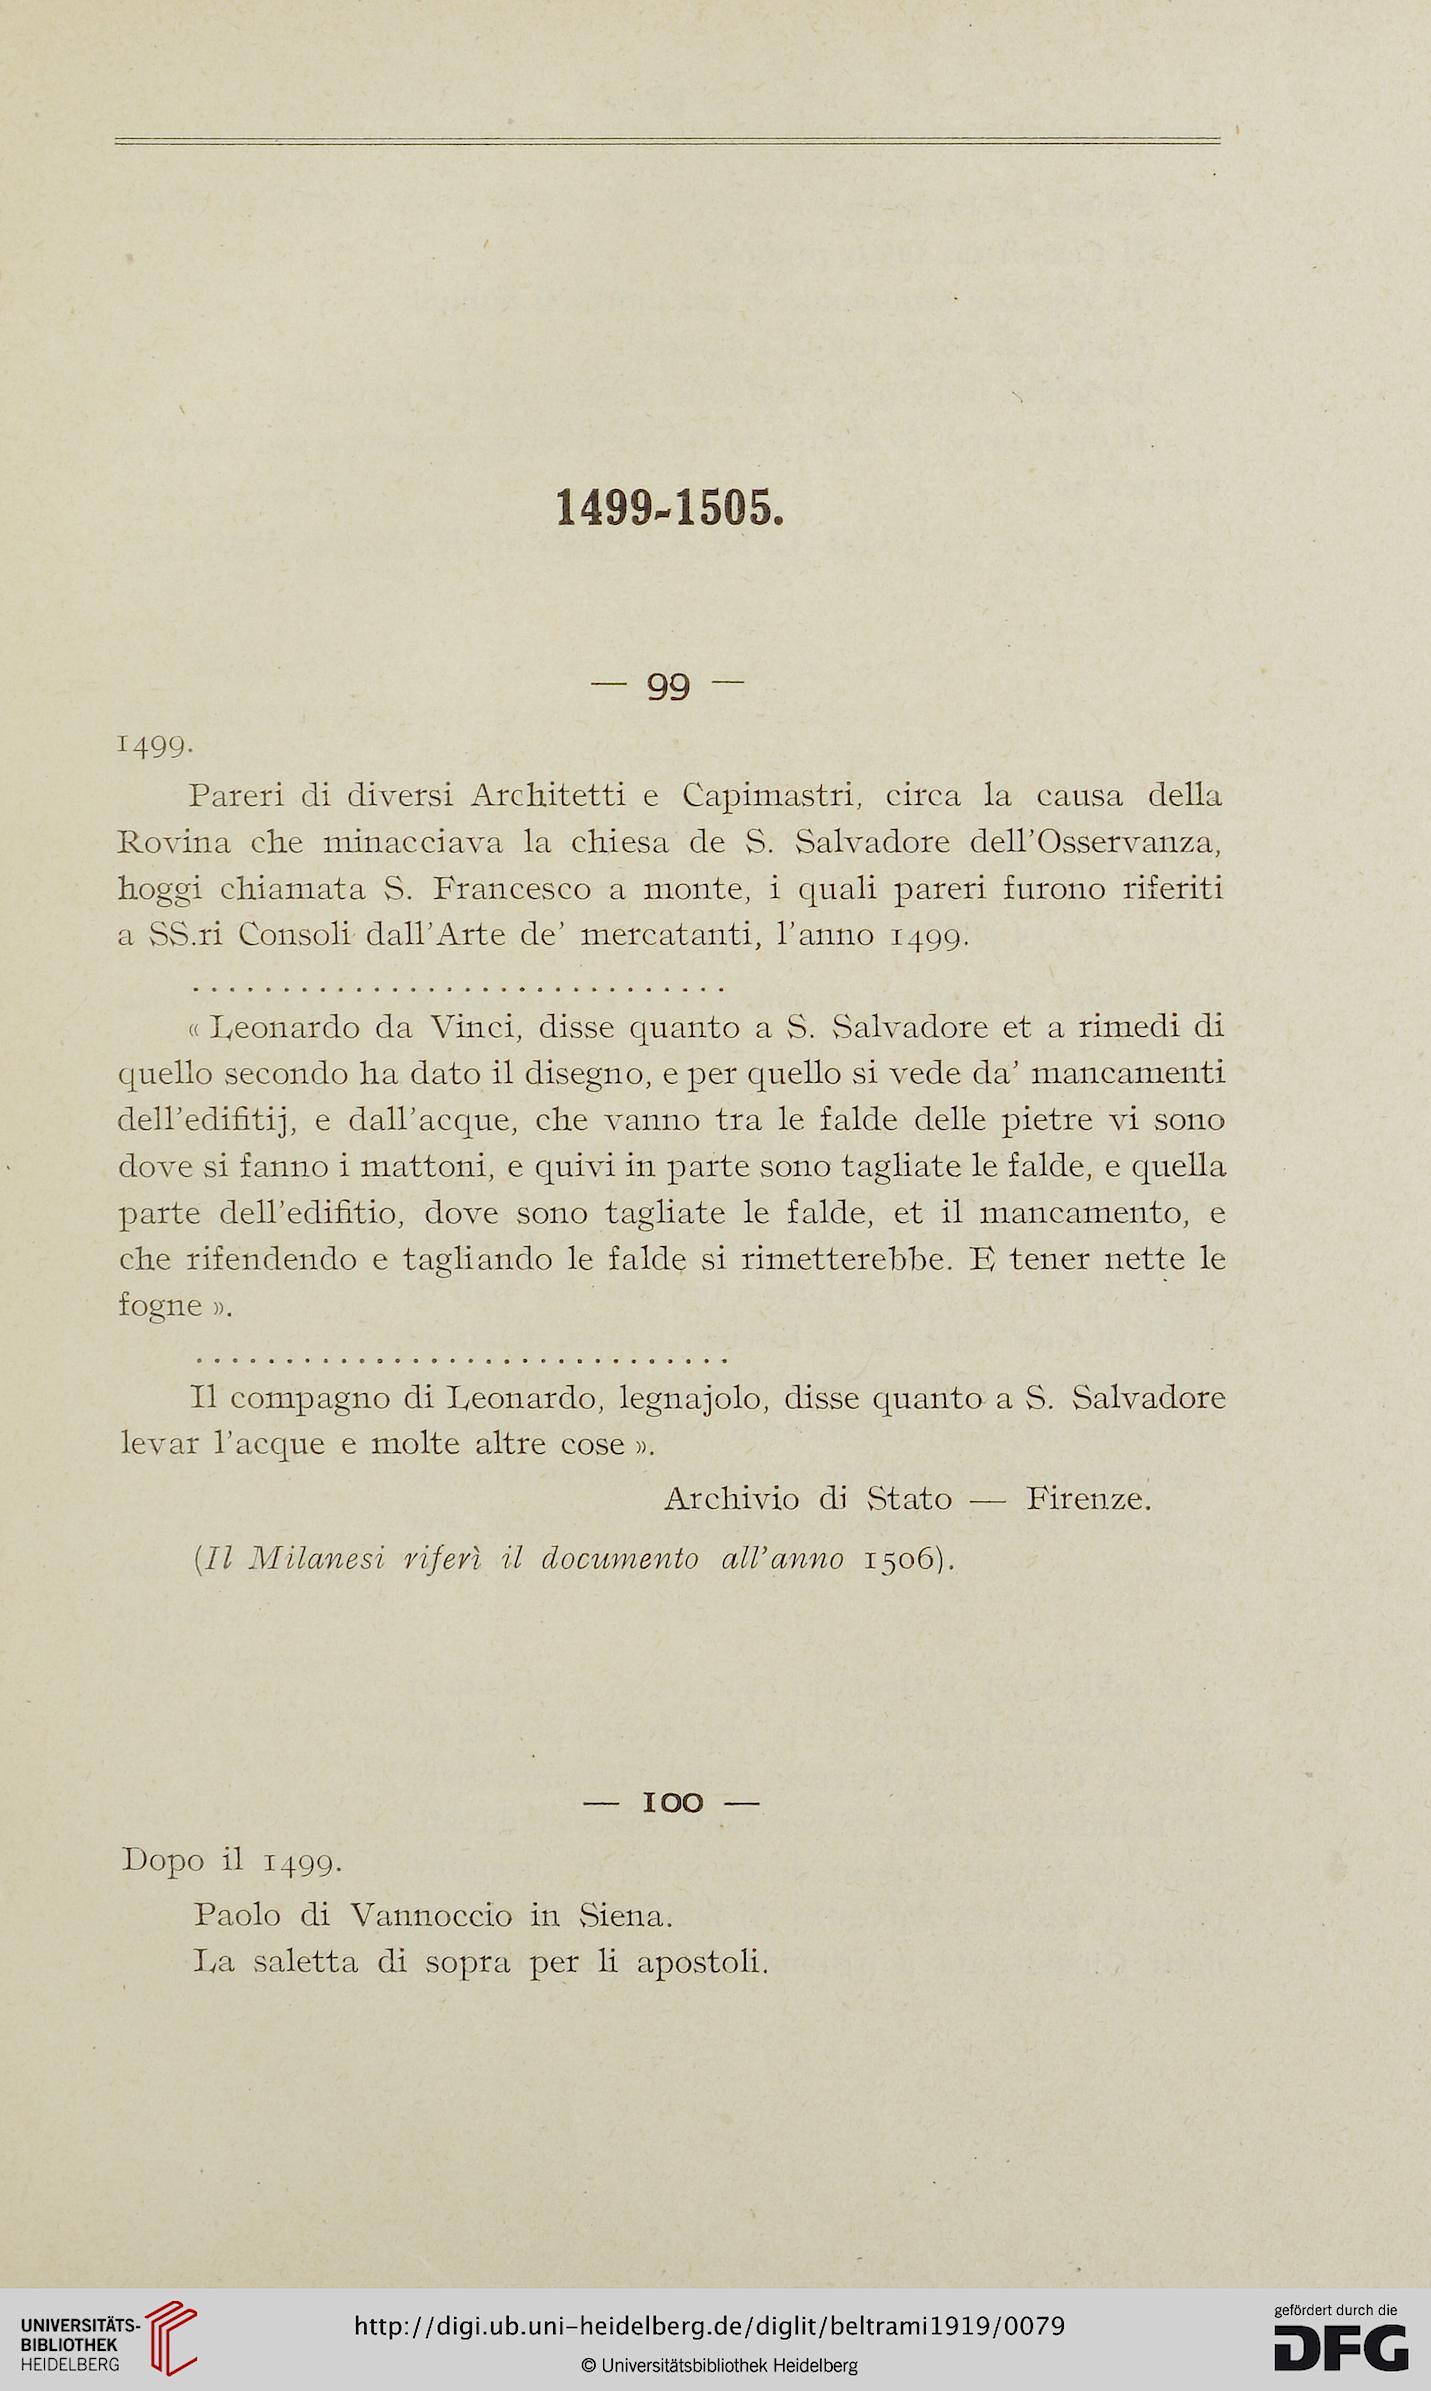 1499-1505.
— 99 —
1499.
Pareri di diversi Architetti e Capimastri, circa la causa della
Rovina che minacciava la chiesa de S. Salvadore dell'Osservanza,
hoggi chiamata S. Francesco a monte, i quali pareri furono riferiti
a SS.ri Consoli dall'Arte de' mercatanti, l'anno 1499.
..............................
« Leonardo da Vinci, disse quanto a S. Salvadore et a rimedi di
quello secondo ha dato il disegno, e per quello si vede da' mancamenti
dell'edifitij, e dall'acque, che vanno tra le falde delle pietre vi sono
dove si fanno i mattoni, e quivi in parte sono tagliate le falde, e quella
parte dell'edifitio, dove sono tagliate le falde, et il mancamento, e
che rifendendo e tagliando le falde si rimetterebbe. E tener nette le
fogne ».
..............................
Il compagno di Leonardo, legnajolo, disse quanto a S. Salvadore
levar l'acque e molte altre cose ».
Archivio di Stato — Firenze.
(Il Milanesi riferì il documento all'anno 1506).
— 100 —
Dopo il 1499.
Paolo di Vannoccio in Siena.
La saletta di sopra per li apostoli.
UNIVERSITÄTS-
BIBLIOTHEK
HEIDELBERG
http://digi.ub.uni-heidelberg.de/diglit/beltrami1919/0079
© Universitätsbibliothek Heidelberg
gefördert durch die
DFG